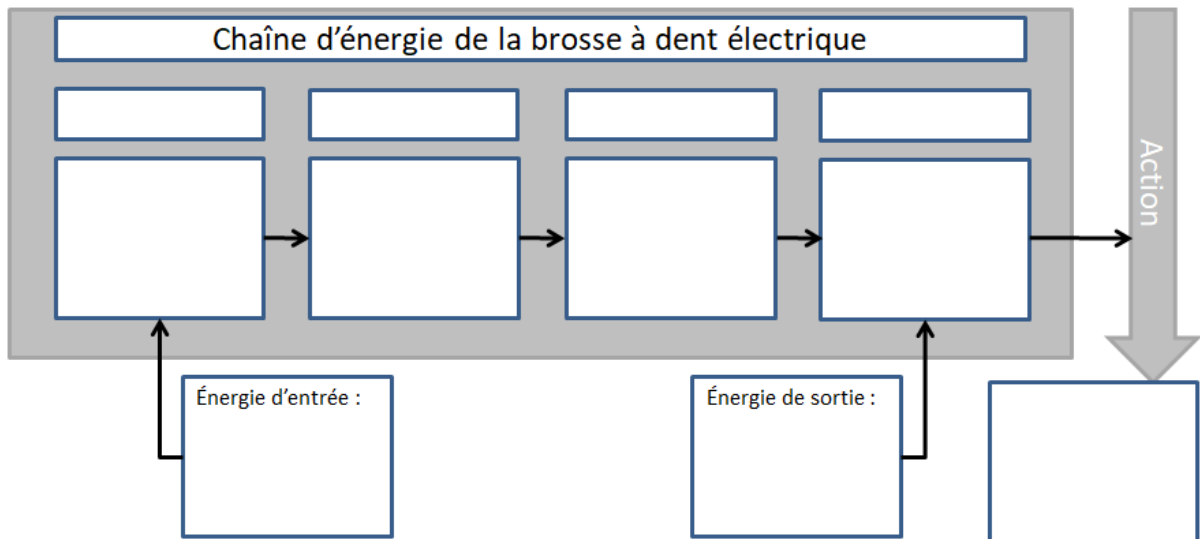 Chaîne d'énergie de la brosse à dent électrique
Action
Énergie d'entrée :
Énergie de sortie :